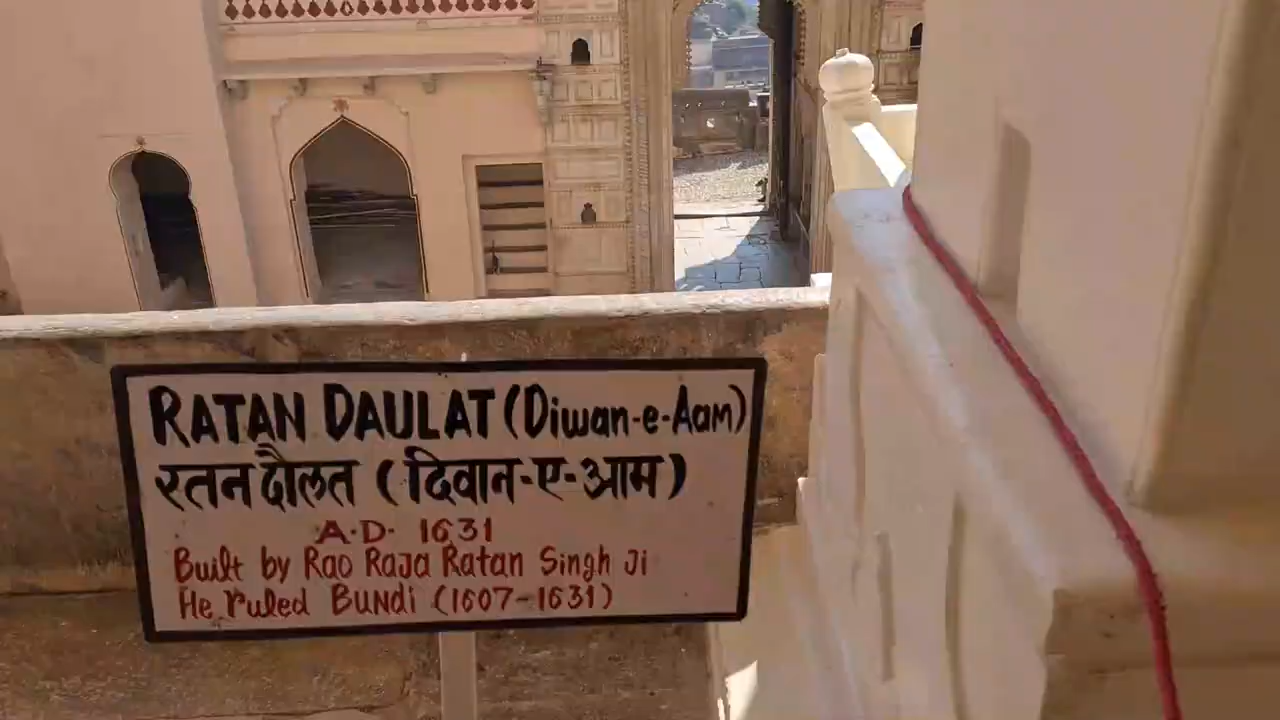 RATAN DAULAT (Diwan-e-Aam)
रतन दौलत (दिवान-ए-आम)
A.D. 1631
Built by Rao Raja Ratan Singh Ji
He ruled Bundi (1607-1631)